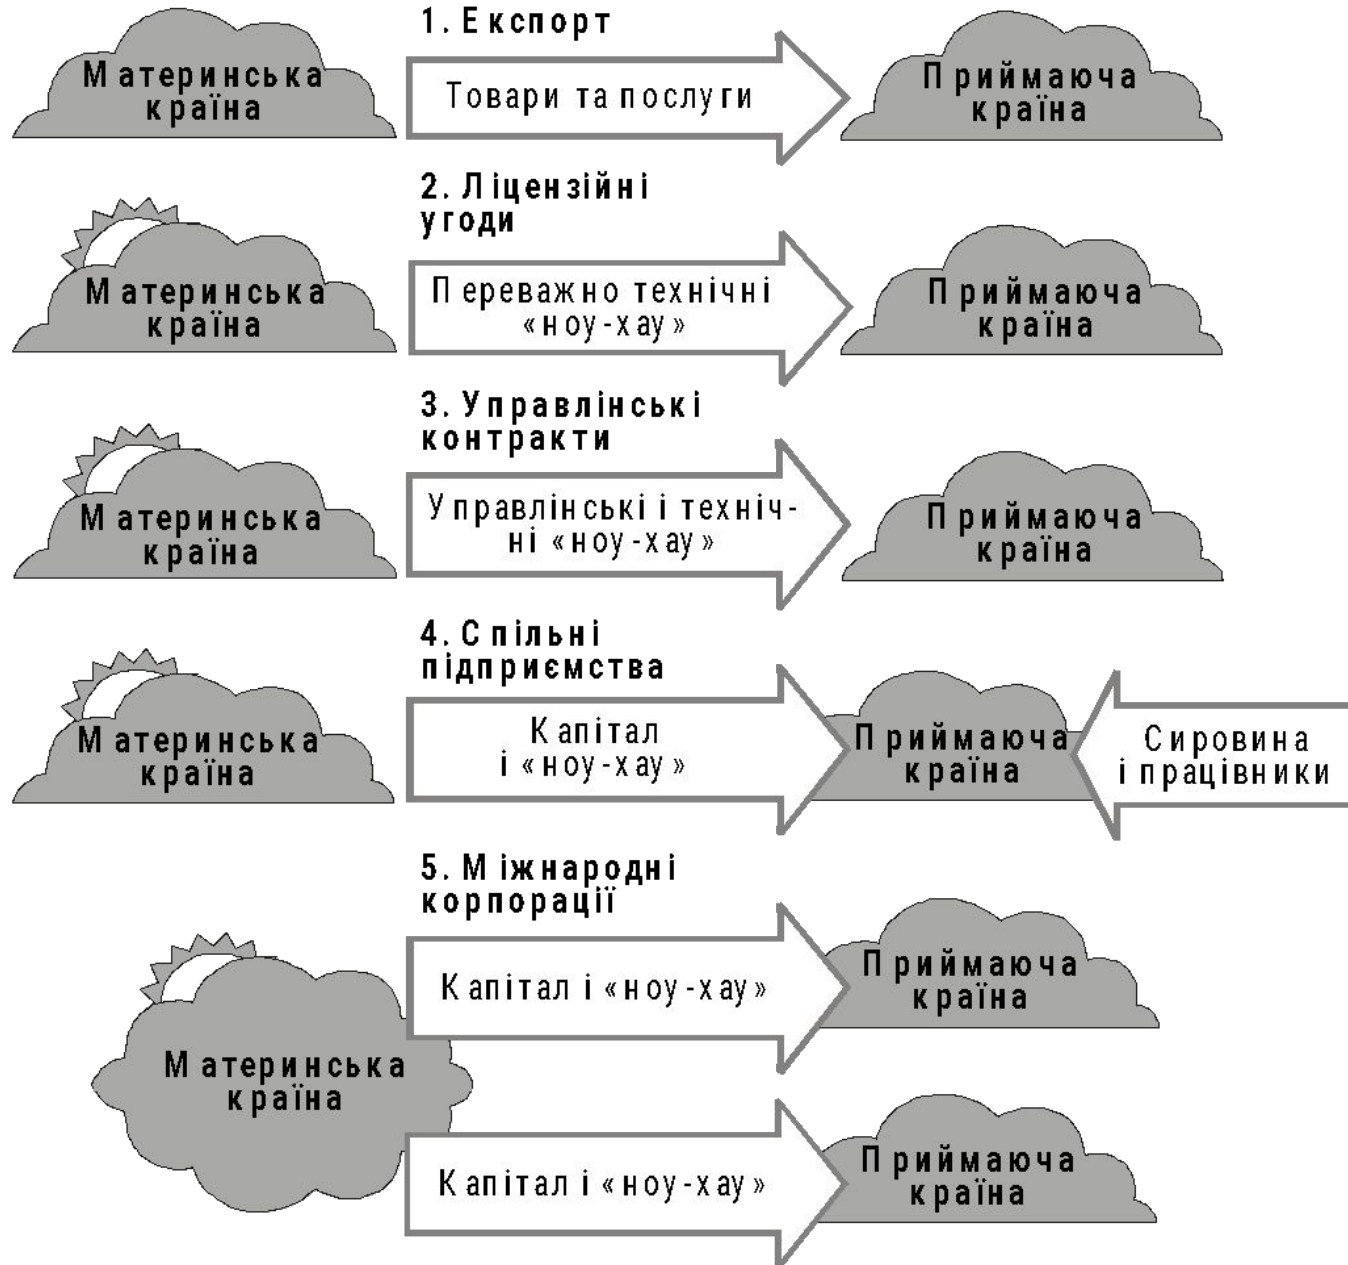 1. Експорт
Материнська
країна
Товари та послуги
Приймаюча
країна
2. Ліцензійні
угоди
Материнська
країна
Переважно технічні
«ноу-хау»
Приймаюча
країна
3. Управлінські
контракти
Материнська
країна
Управлінські і техніч-
ні «ноу-хау»
Приймаюча
країна
4. Спільні
підприємства
Материнська
країна
Капітал
і «ноу-хау»
Приймаюча
країна
Сировина
і працівники
5. Міжнародні
корпорації
Материнська
країна
Капітал і «ноу-хау»
Приймаюча
країна
Капітал і «ноу-хау»
Приймаюча
країна